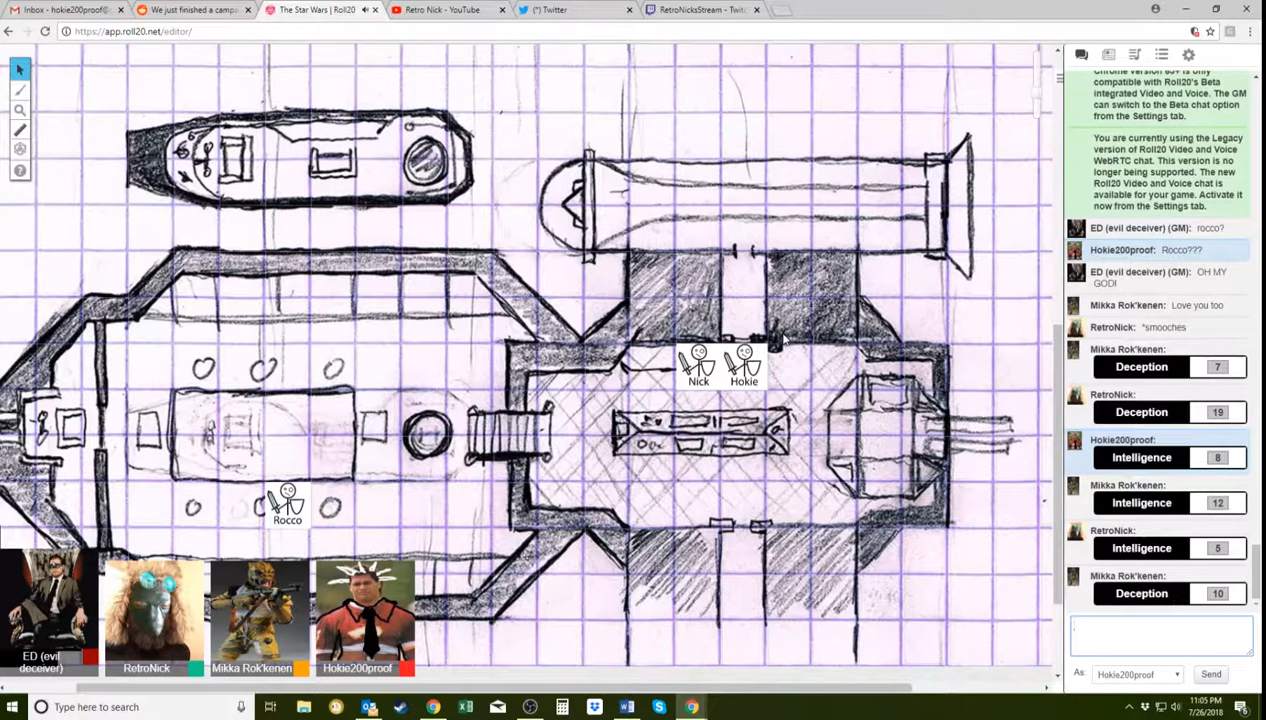 Inbox - hokie200proof@
We just finished a campa
The Star Wars | Roll20
Retro Nick - YouTube
(*) Twitter
RetroNicksStream - Twit
https://app.roll20.net/editor/
Chrome version 65+ is only
compatible with Roll20's Beta
integrated Video and Voice. The GM
can switch to the Beta chat option
from the Settings tab.
You are currently using the Legacy
version of Roll20 Video and Voice
WebRTC chat. This version is no
longer being supported. The new
Roll20 Video and Voice chat is
available for your game. Activate it
now from the Settings tab.
ED (evil deceiver) (GM): rocco?
Hokie200proof: Rocco???
ED (evil deceiver) (GM): OH MY
GOD!
Mikka Rok'kenen: Love you too
RetroNick: *smooches
Mikka Rok'kenen:
Deception 7
RetroNick:
Deception 19
Hokie200proof:
Intelligence 8
Mikka Rok'kenen:
Intelligence 12
RetroNick:
Intelligence 5
Mikka Rok'kenen:
Deception 10
As: Hokie200proof Send
Nick
Hokie
Rocco
ED (evil
deceiver)
RetroNick
Mikka Rok'kenen
Hokie200proof
Type here to search
11:05 PM
7/26/2018